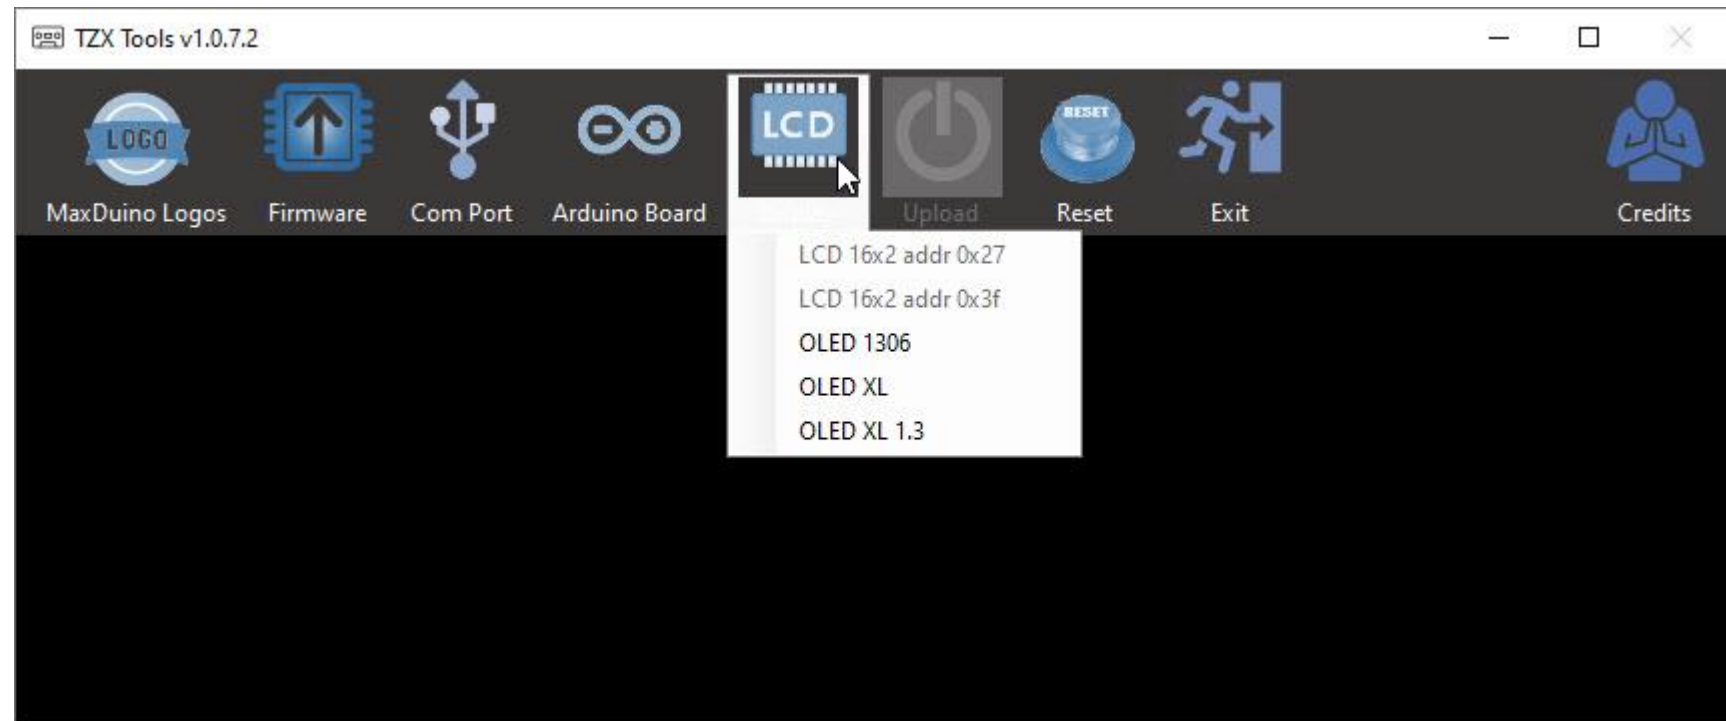 TZX Tools v1.0.7.2
LOGO
LCD
RESET
MaxDuino Logos Firmware Com Port Arduino Board Upload Reset Exit Credits
LCD 16x2 addr 0x27
LCD 16x2 addr 0x3f
OLED 1306
OLED XL
OLED XL 1.3